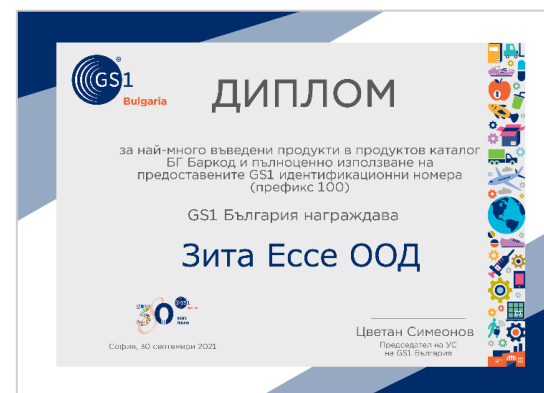 GS1
Bulgaria
ДИПЛОМ
за най-много въведени продукти в продуктов каталог
БГ Баркод и пълноценно използване на
предоставените GS1 идентификационни номера
(префикс 100)
GS1 България награждава
Зита Ессе ООД
30
София, 30 септември 2021
Цветан Симеонов
Председател на УС
на GS1 България